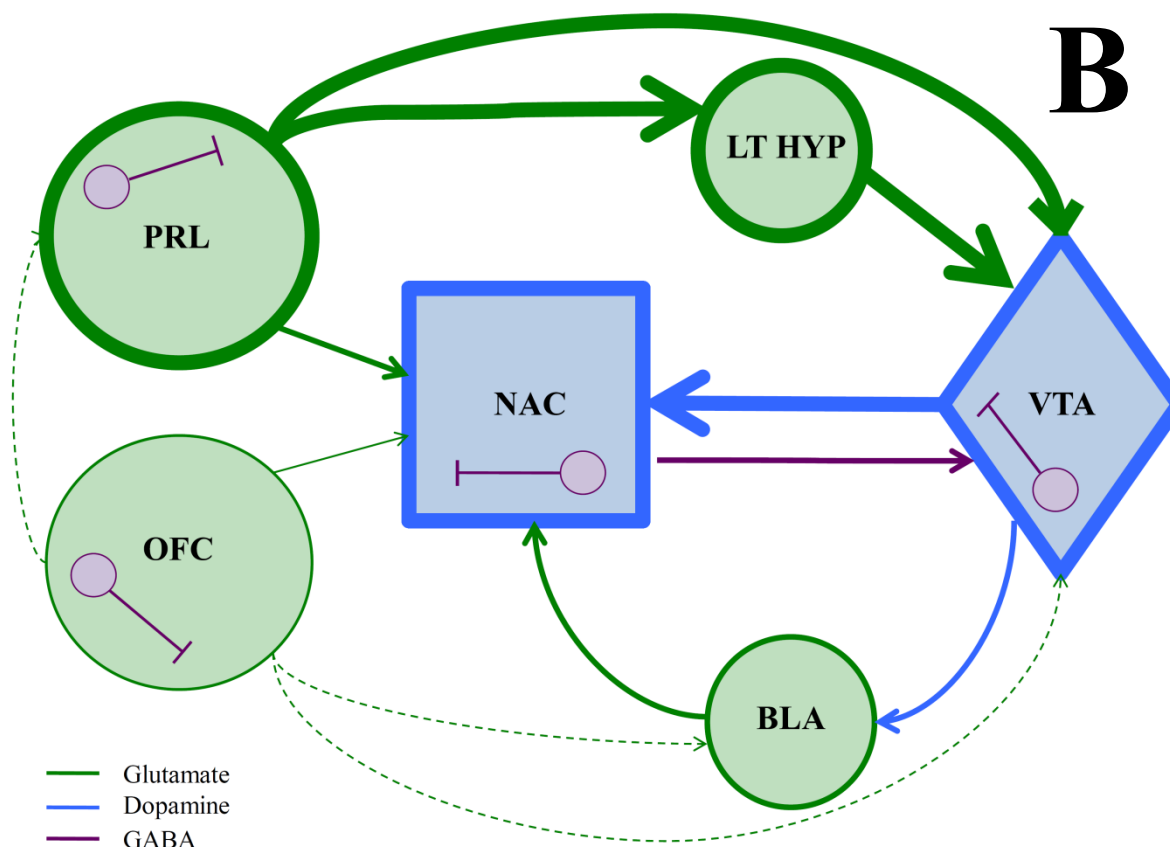 B
LT HYP
PRL
NAC
VTA
OFC
BLA
Glutamate
Dopamine
GABA